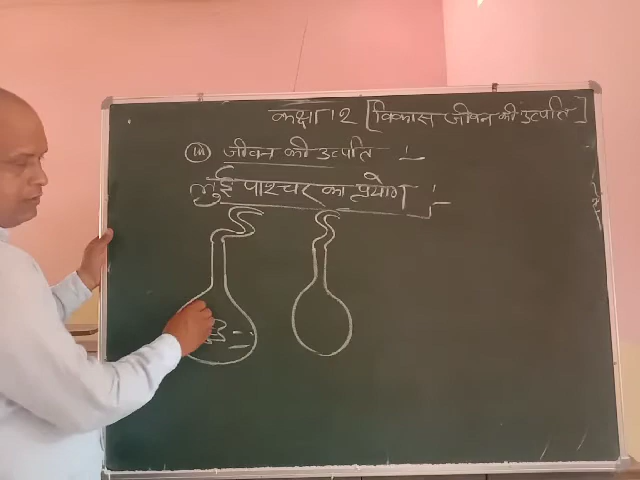 कक्षा 12 [विकास जीवन की उत्पति]
(III) जीवन की उत्पति :-
लुई पाश्चर का प्रयोग :-